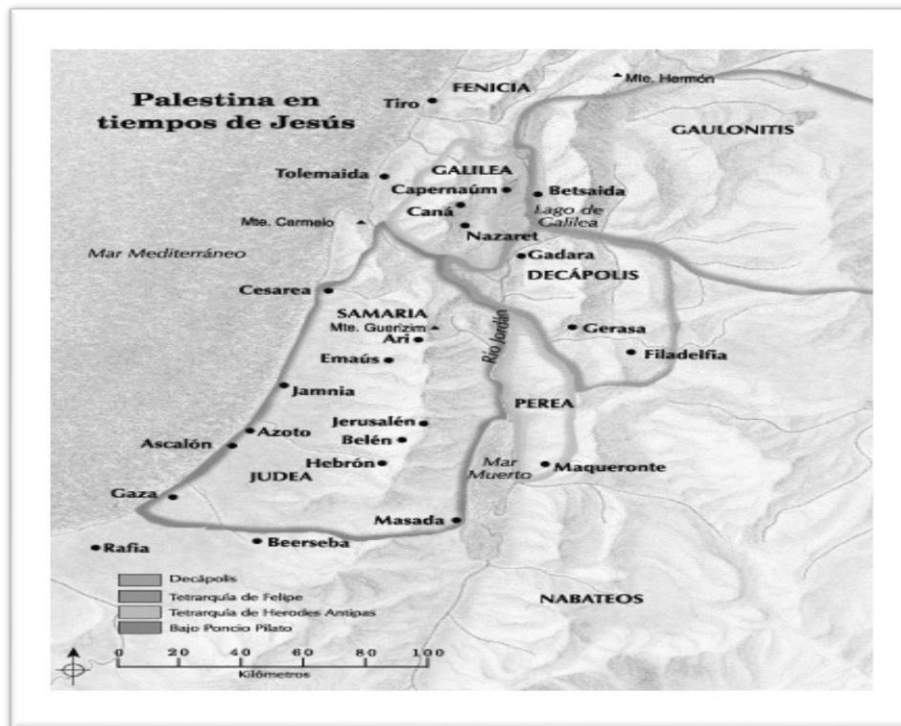 Palestina en
tiempos de Jesús
FENICIA
Mte. Hermón
Tiro
GAULONITIS
Tolemaida
GALILEA
Capernaúm
Betsaida
Caná
Lago de
Galilea
Mte. Carmelo
Nazaret
Mar Mediterráneo
Gadara
DECÁPOLIS
Cesarea
SAMARIA
Mte. Guerizim
Ari
Río Jordán
Gerasa
Emaús
Filadelfia
Jamnia
PEREA
Jerusalén
Azoto
Belén
Ascalón
Hebrón
JUDEA
Mar
Muerto
Maqueronte
Gaza
Masada
Rafia
Beerseba
NABATEOS
Decápolis
Tetrarquía de Felipe
Tetrarquía de Herodes Antipas
Bajo Poncio Pilato
0 20 40 60 80 100
Kilómetros